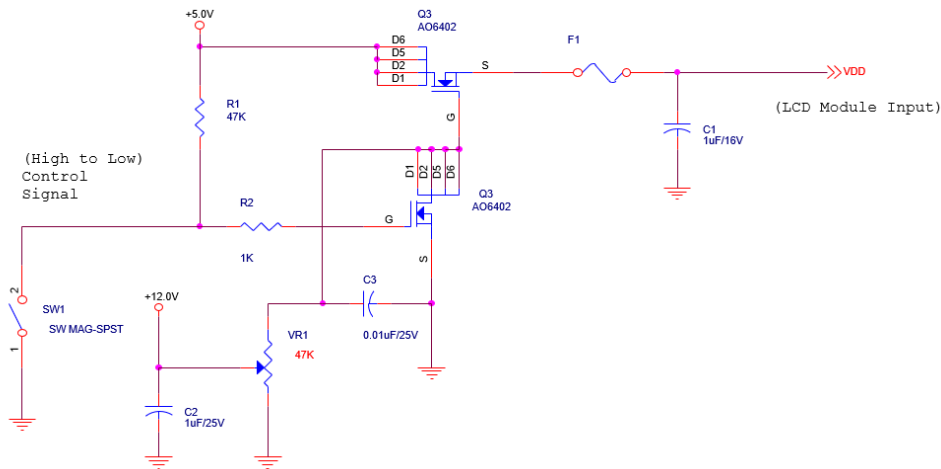 +5.0V
Q3
AO6402
D6
D5
D2
D1
S
G
F1
VDD
(LCD Module Input)
C1
1uF/16V
R1
47K
(High to Low)
Control
Signal
D1
D2
D5
D6
Q3
AO6402
R2
1K
G
S
2
SW1
SW MAG-SPST
1
+12.0V
C3
0.01uF/25V
VR1
47K
C2
1uF/25V